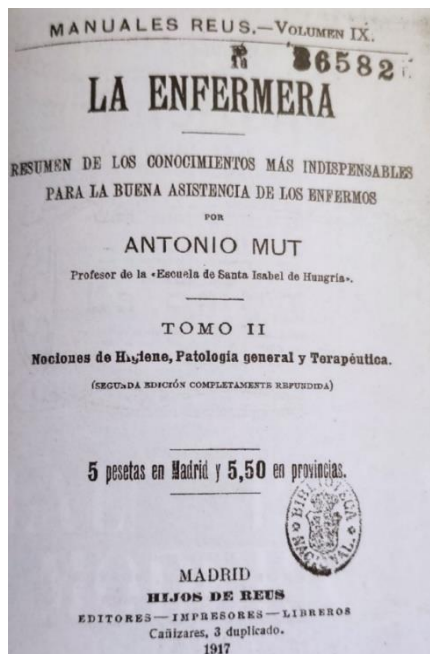 MANUALES REUS.—VOLUMEN IX.
36582
LA ENFERMERA
RESUMEN DE LOS CONOCIMIENTOS MÁS INDISPENSABLES
PARA LA BUENA ASISTENCIA DE LOS ENFERMOS
POR
ANTONIO MUT
Profesor de la «Escuela de Santa Isabel de Hungría».
TOMO II
Nociones de Higiene, Patología general y Terapéutica.
(SEGUNDA EDICIÓN COMPLETAMENTE REFUNDIDA)
5 pesetas en Madrid y 5,50 en provincias.
BIBLIOTECA
NACIONAL
MADRID
HIJOS DE REUS
EDITORES—IMPRESORES—LIBREROS
Cañizares, 3 duplicado.
1917